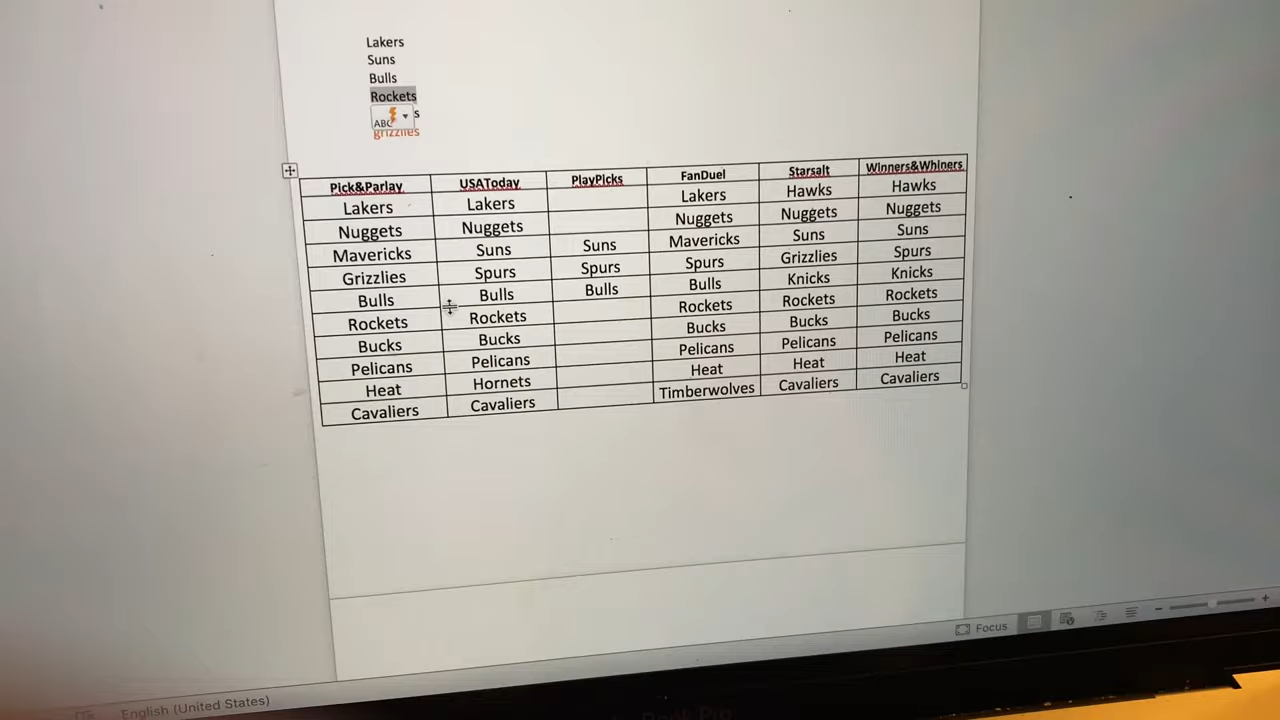 Lakers
Suns
Bulls
Rockets
ABC s
grizzlies
Pick&Parlay USAToday PlayPicks FanDuel Starsalt Winners&Whiners
Lakers Lakers Lakers Hawks Hawks
Nuggets Nuggets Nuggets Nuggets Nuggets
Mavericks Suns Suns Mavericks Suns Suns
Grizzlies Spurs Spurs Spurs Grizzlies Spurs
Bulls Bulls Bulls Bulls Knicks Knicks
Rockets Rockets Rockets Rockets Rockets
Bucks Bucks Bucks Bucks Bucks
Pelicans Pelicans Pelicans Pelicans Pelicans
Heat Hornets Heat Heat Heat
Cavaliers Cavaliers Timberwolves Cavaliers Cavaliers
Focus
English (United States)